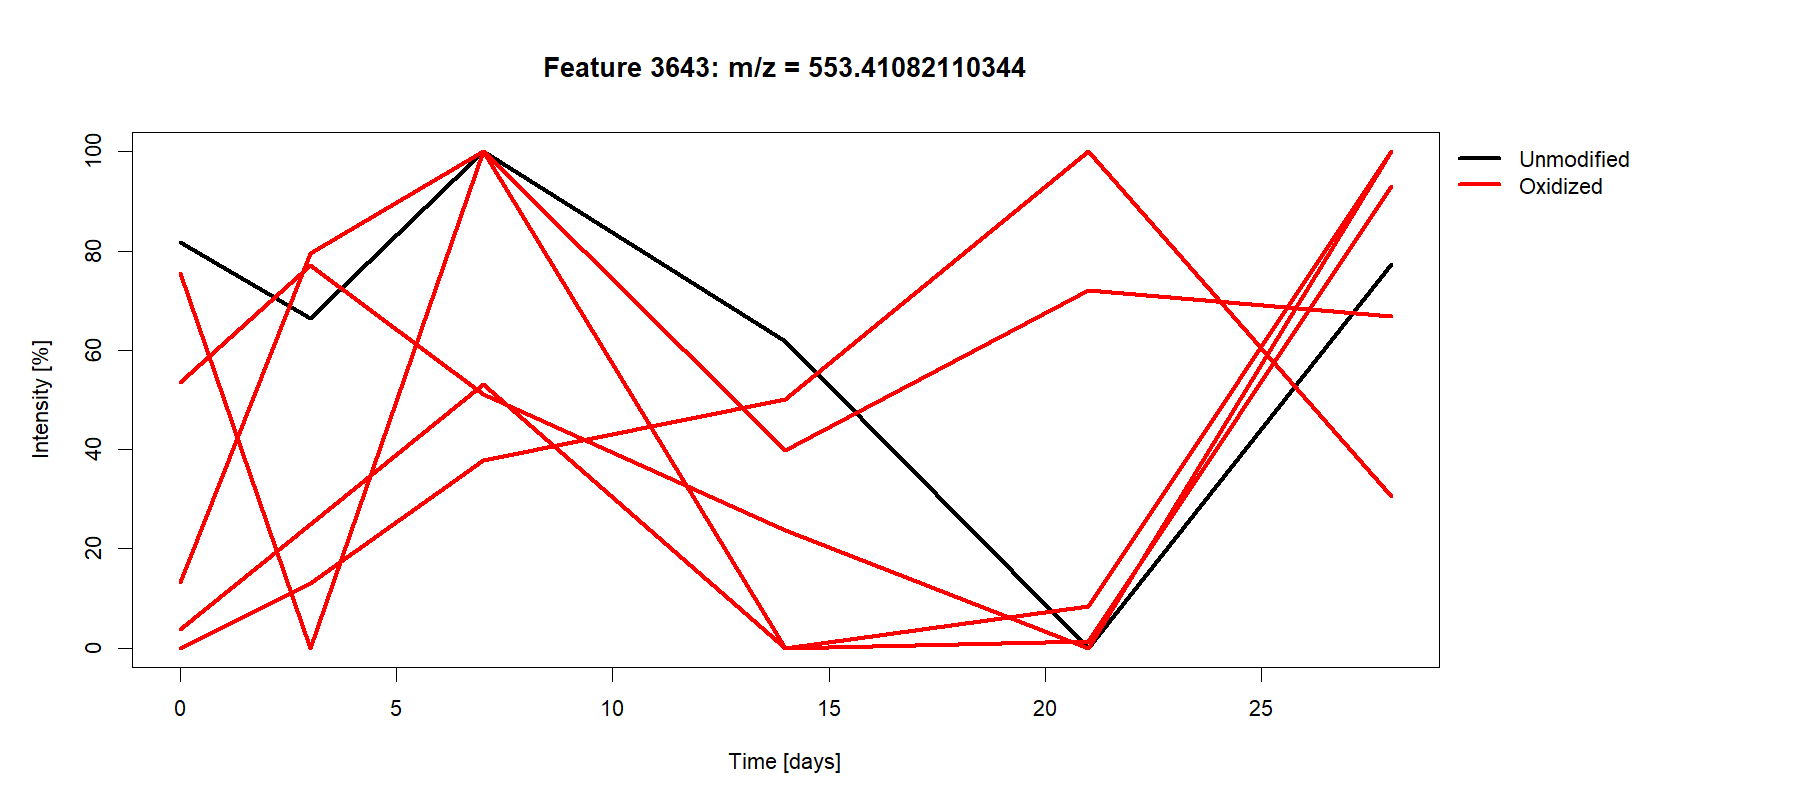 Feature 3643: m/z = 553.41082110344
Unmodified
Oxidized
Intensity [%]
100
80
60
40
20
0
0 5 10 15 20 25
Time [days]